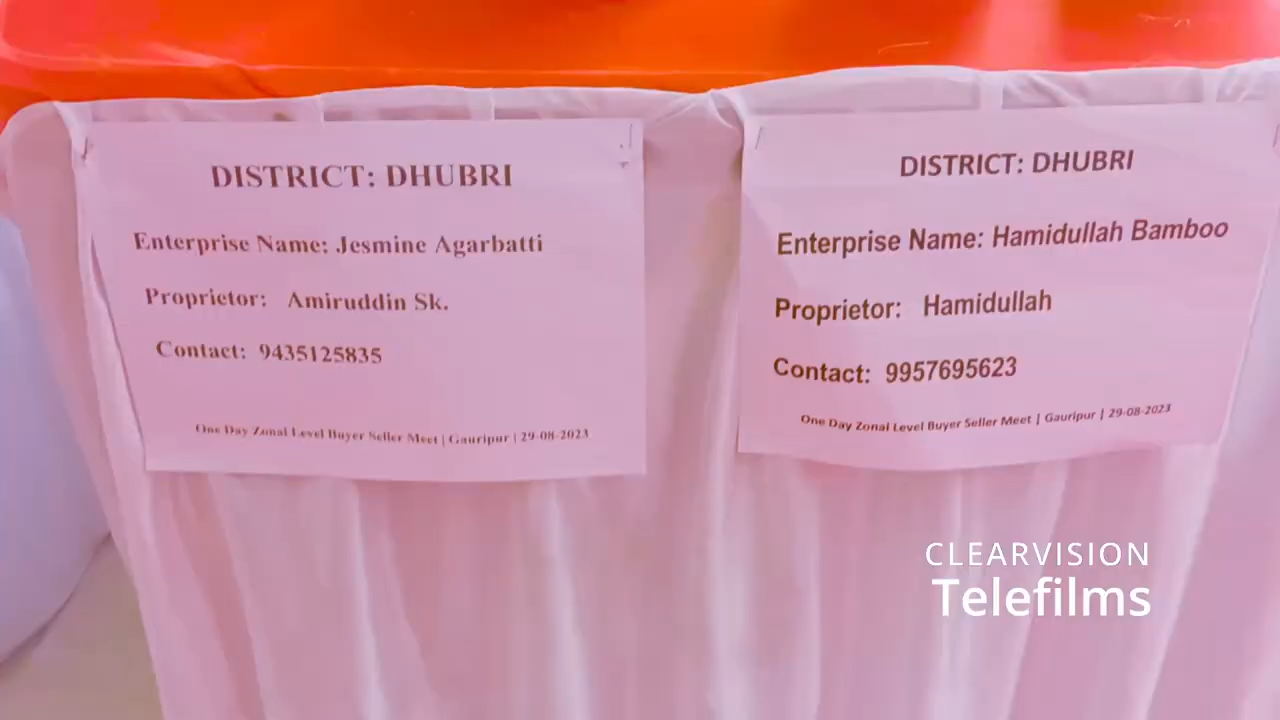 DISTRICT: DHUBRI
Enterprise Name: Jesmine Agarbatti
Proprietor: Amiruddin Sk.
Contact: 9435125835
One Day Zonal Level Buyer Seller Meet | Gauripur | 29-08-2023
DISTRICT: DHUBRI
Enterprise Name: Hamidullah Bamboo
Proprietor: Hamidullah
Contact: 9957695623
One Day Zonal Level Buyer Seller Meet | Gauripur | 29-08-2023
CLEARVISION
Telefilms